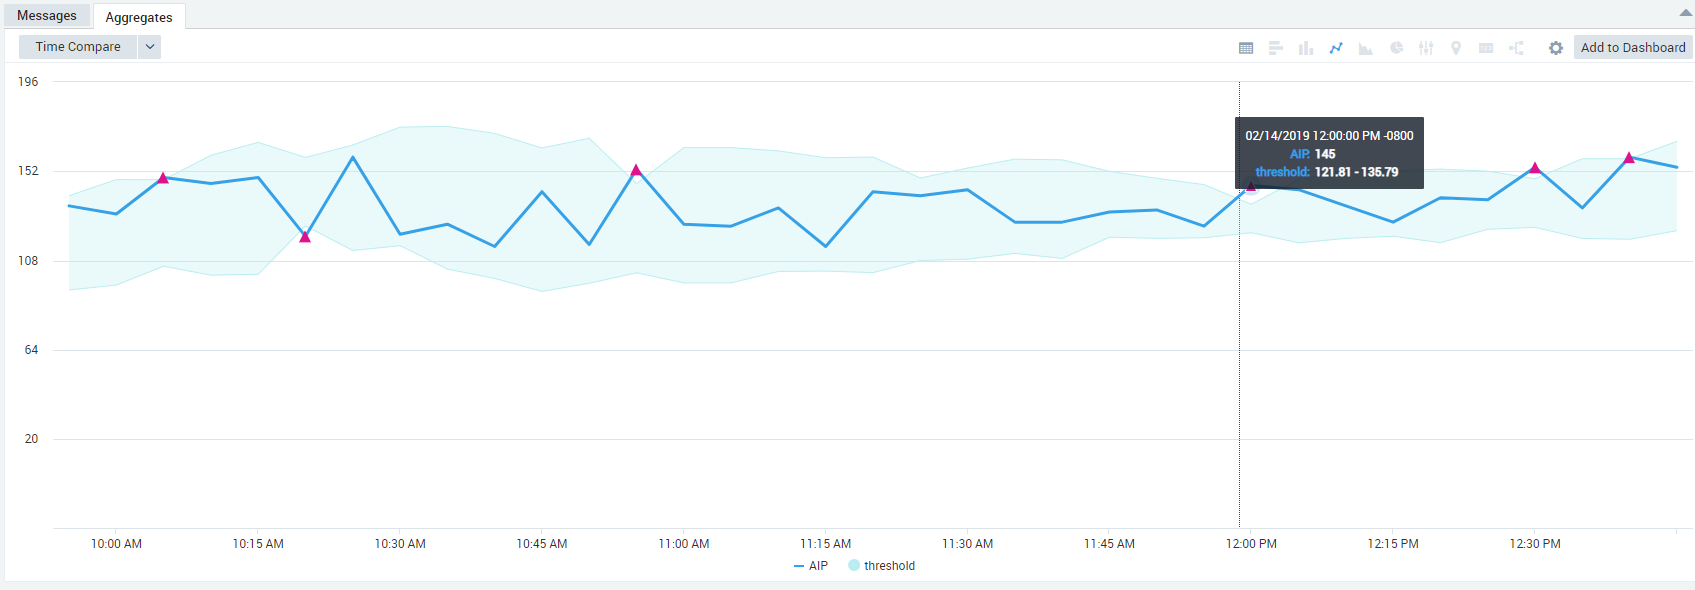 Messages
Aggregates
Time Compare
Add to Dashboard
196
152
108
64
20
02/14/2019 12:00:00 PM -0800
AIP: 145
threshold: 121.81 - 135.79
10:00 AM
10:15 AM
10:30 AM
10:45 AM
11:00 AM
11:15 AM
11:30 AM
11:45 AM
12:00 PM
12:15 PM
12:30 PM
AIP
threshold